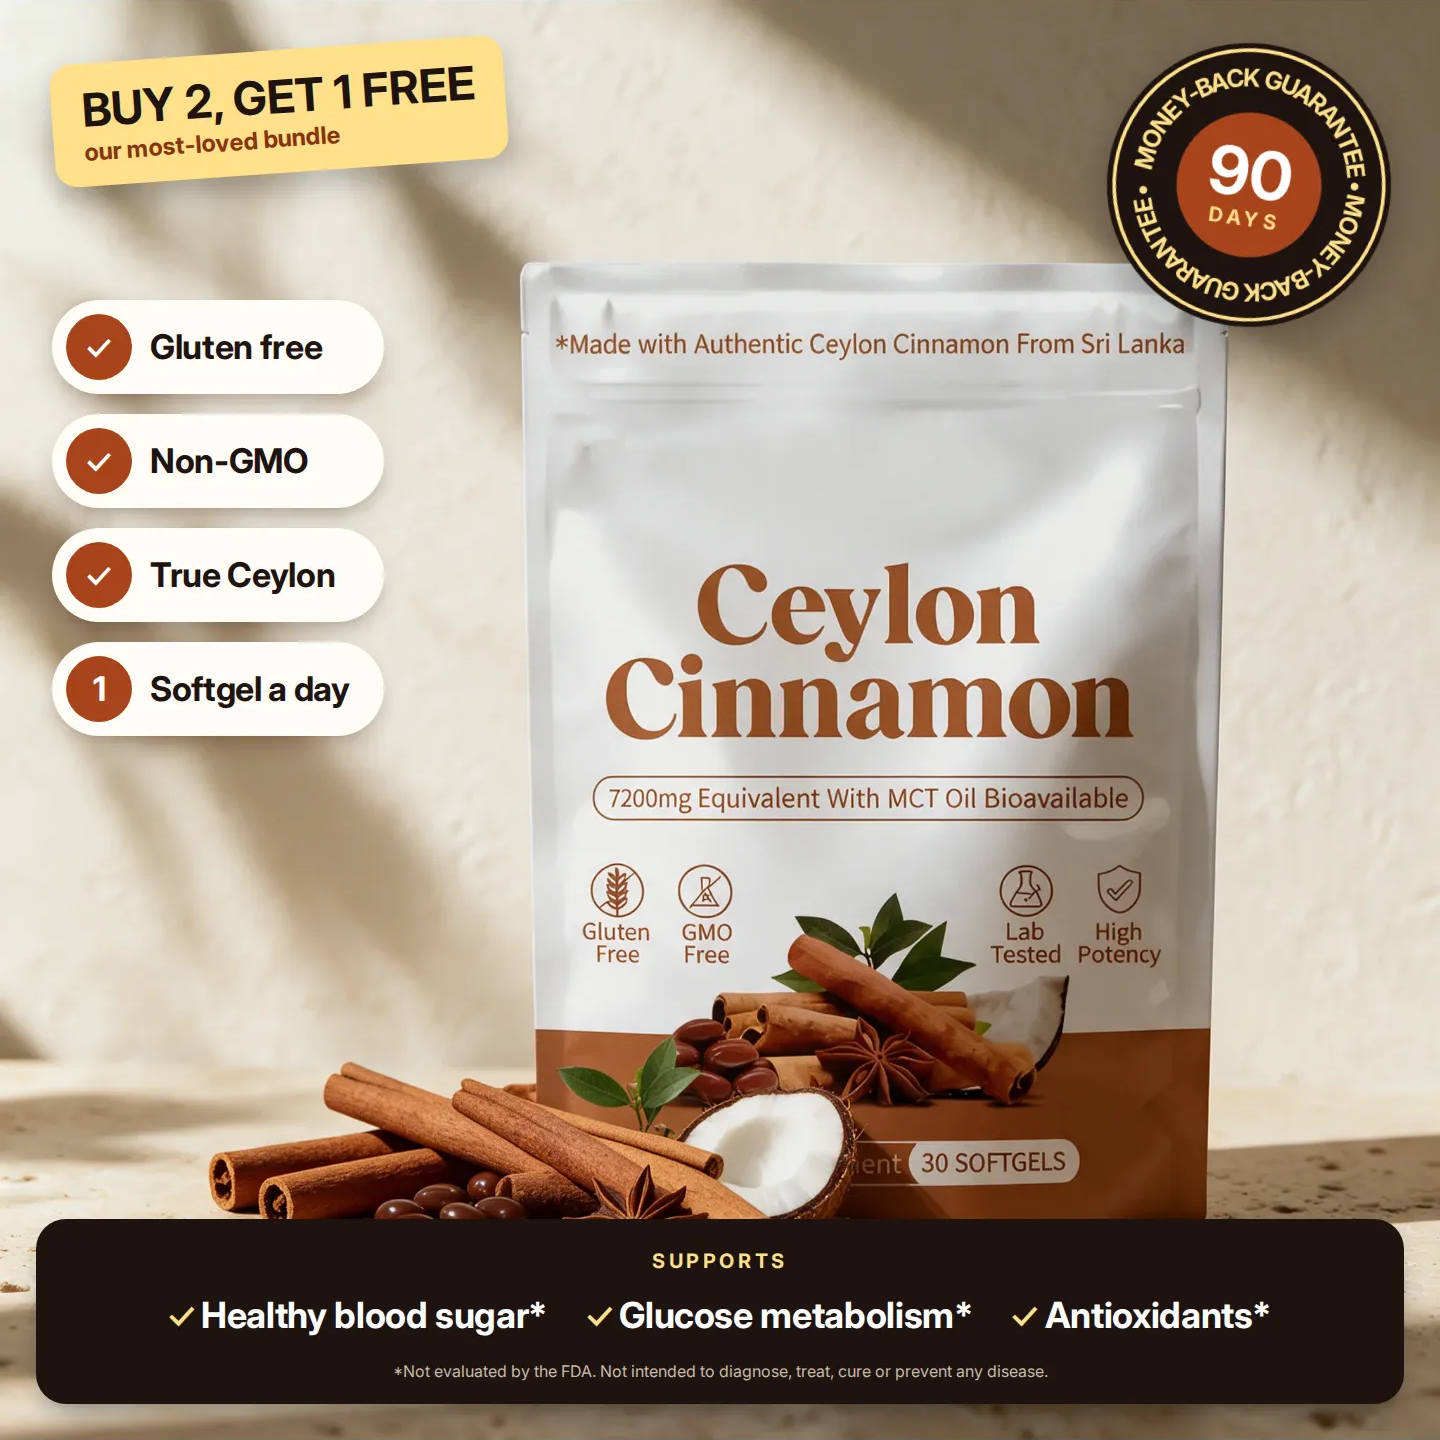 BUY 2, GET 1 FREE
our most-loved bundle
MONEY-BACK GUARANTEE • MONEY-BACK GUARANTEE •
90
DAYS
Gluten free
Non-GMO
True Ceylon
1 Softgel a day
*Made with Authentic Ceylon Cinnamon From Sri Lanka
Ceylon
Cinnamon
7200mg Equivalent With MCT Oil Bioavailable
Gluten Free
GMO Free
Lab Tested
High Potency
30 SOFTGELS
SUPPORTS
Healthy blood sugar* Glucose metabolism* Antioxidants*
*Not evaluated by the FDA. Not intended to diagnose, treat, cure or prevent any disease.